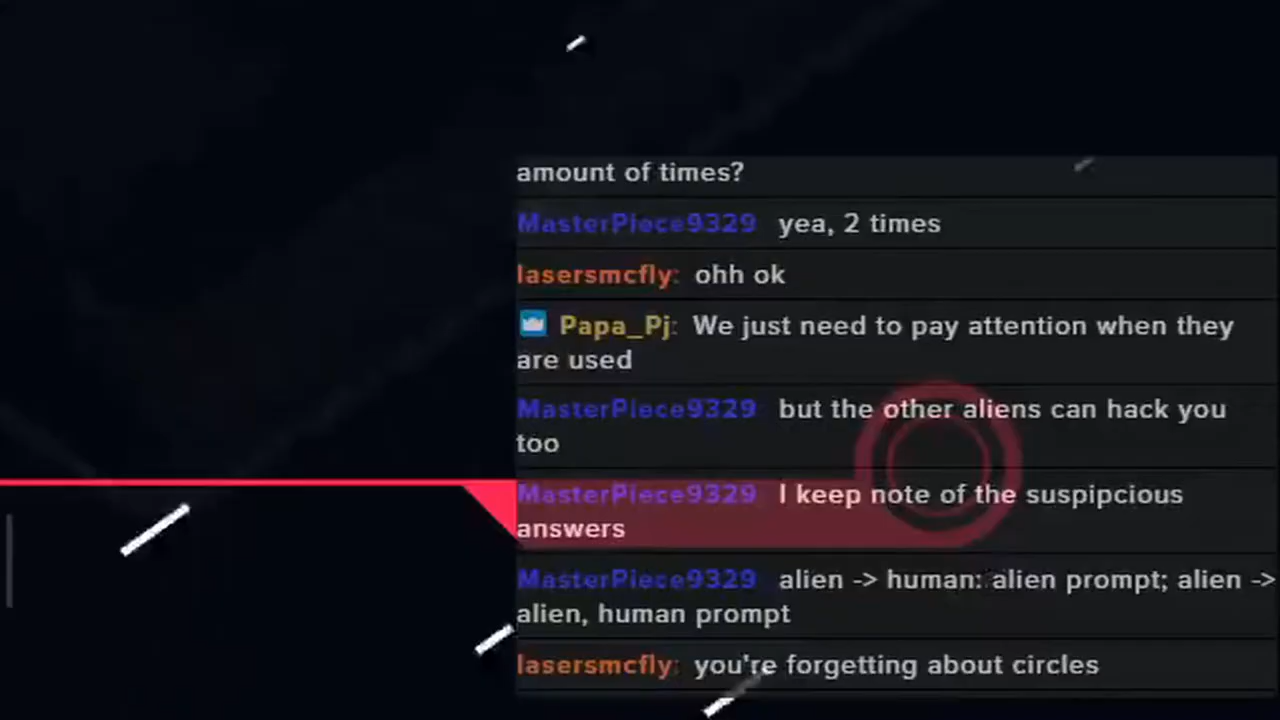 amount of times?
MasterPiece9329 yea, 2 times
lasersmcfly: ohh ok
Papa_Pj: We just need to pay attention when they
are used
MasterPiece9329 but the other aliens can hack you
too
MasterPiece9329 I keep note of the suspipcious
answers
MasterPiece9329 alien -> human: alien prompt; alien ->
alien, human prompt
lasersmcfly: you're forgetting about circles